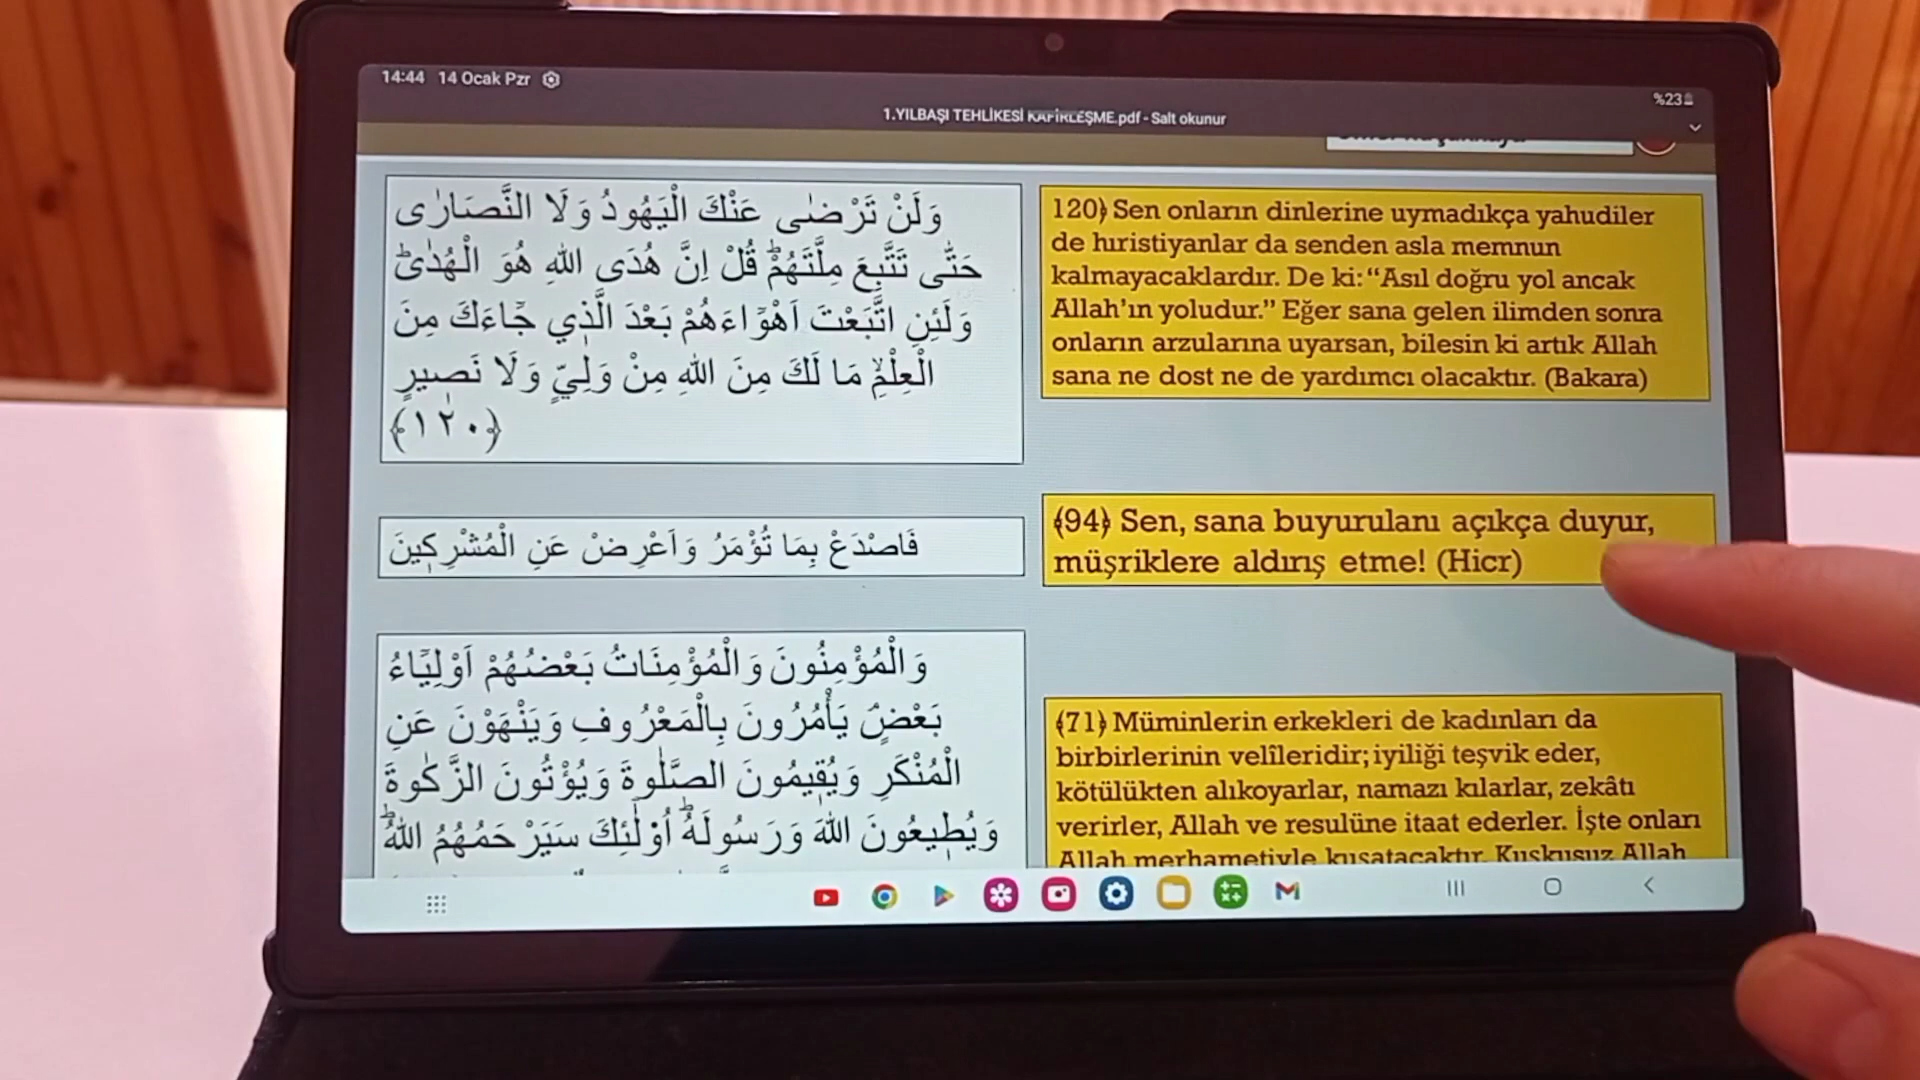 14:44 14 Ocak Pzr
%23
1.YILBAŞI TEHLİKESİ KAFİRLEŞME.pdf - Salt okunur
وَلَنْ تَرْضٰى عَنْكَ الْيَهُودُ وَلَا النَّصَارٰى
حَتّٰى تَتَّبِعَ مِلَّتَهُمْۜ قُلْ اِنَّ هُدَى اللّٰهِ هُوَ الْهُدٰىۜ
وَلَئِنِ اتَّبَعْتَ اَهْوَٓاءَهُمْ بَعْدَ الَّذ۪ي جَٓاءَكَ مِنَ
الْعِلْمِۙ مَا لَكَ مِنَ اللّٰهِ مِنْ وَلِيٍّ وَلَا نَص۪يرٍ
﴿١٢٠﴾
120﴿ Sen onların dinlerine uymadıkça yahudiler
de hıristiyanlar da senden asla memnun
kalmayacaklardır. De ki: “Asıl doğru yol ancak
Allah’ın yoludur.” Eğer sana gelen ilimden sonra
onların arzularına uyarsan, bilesin ki artık Allah
sana ne dost ne de yardımcı olacaktır. (Bakara)
فَاصْدَعْ بِمَا تُؤْمَرُ وَاَعْرِضْ عَنِ الْمُشْرِك۪ينَ
﴾94﴿ Sen, sana buyurulanı açıkça duyur,
müşriklere aldırış etme! (Hicr)
وَالْمُؤْمِنُونَ وَالْمُؤْمِنَاتُ بَعْضُهُمْ اَوْلِيَٓاءُ
بَعْضٍۢ يَأْمُرُونَ بِالْمَعْرُوفِ وَيَنْهَوْنَ عَنِ
الْمُنْكَرِ وَيُق۪يمُونَ الصَّلٰوةَ وَيُؤْتُونَ الزَّكٰوةَ
وَيُط۪يعُونَ اللّٰهَ وَرَسُولَهُۜ اُو۬لٰٓئِكَ سَيَرْحَمُهُمُ اللّٰهُۜ
﴾71﴿ Müminlerin erkekleri de kadınları da
birbirlerinin velîleridir; iyiliği teşvik eder,
kötülükten alıkoyarlar, namazı kılarlar, zekâtı
verirler, Allah ve resulüne itaat ederler. İşte onları
Allah merhametiyle kuşatacaktır. Kuşkusuz Allah